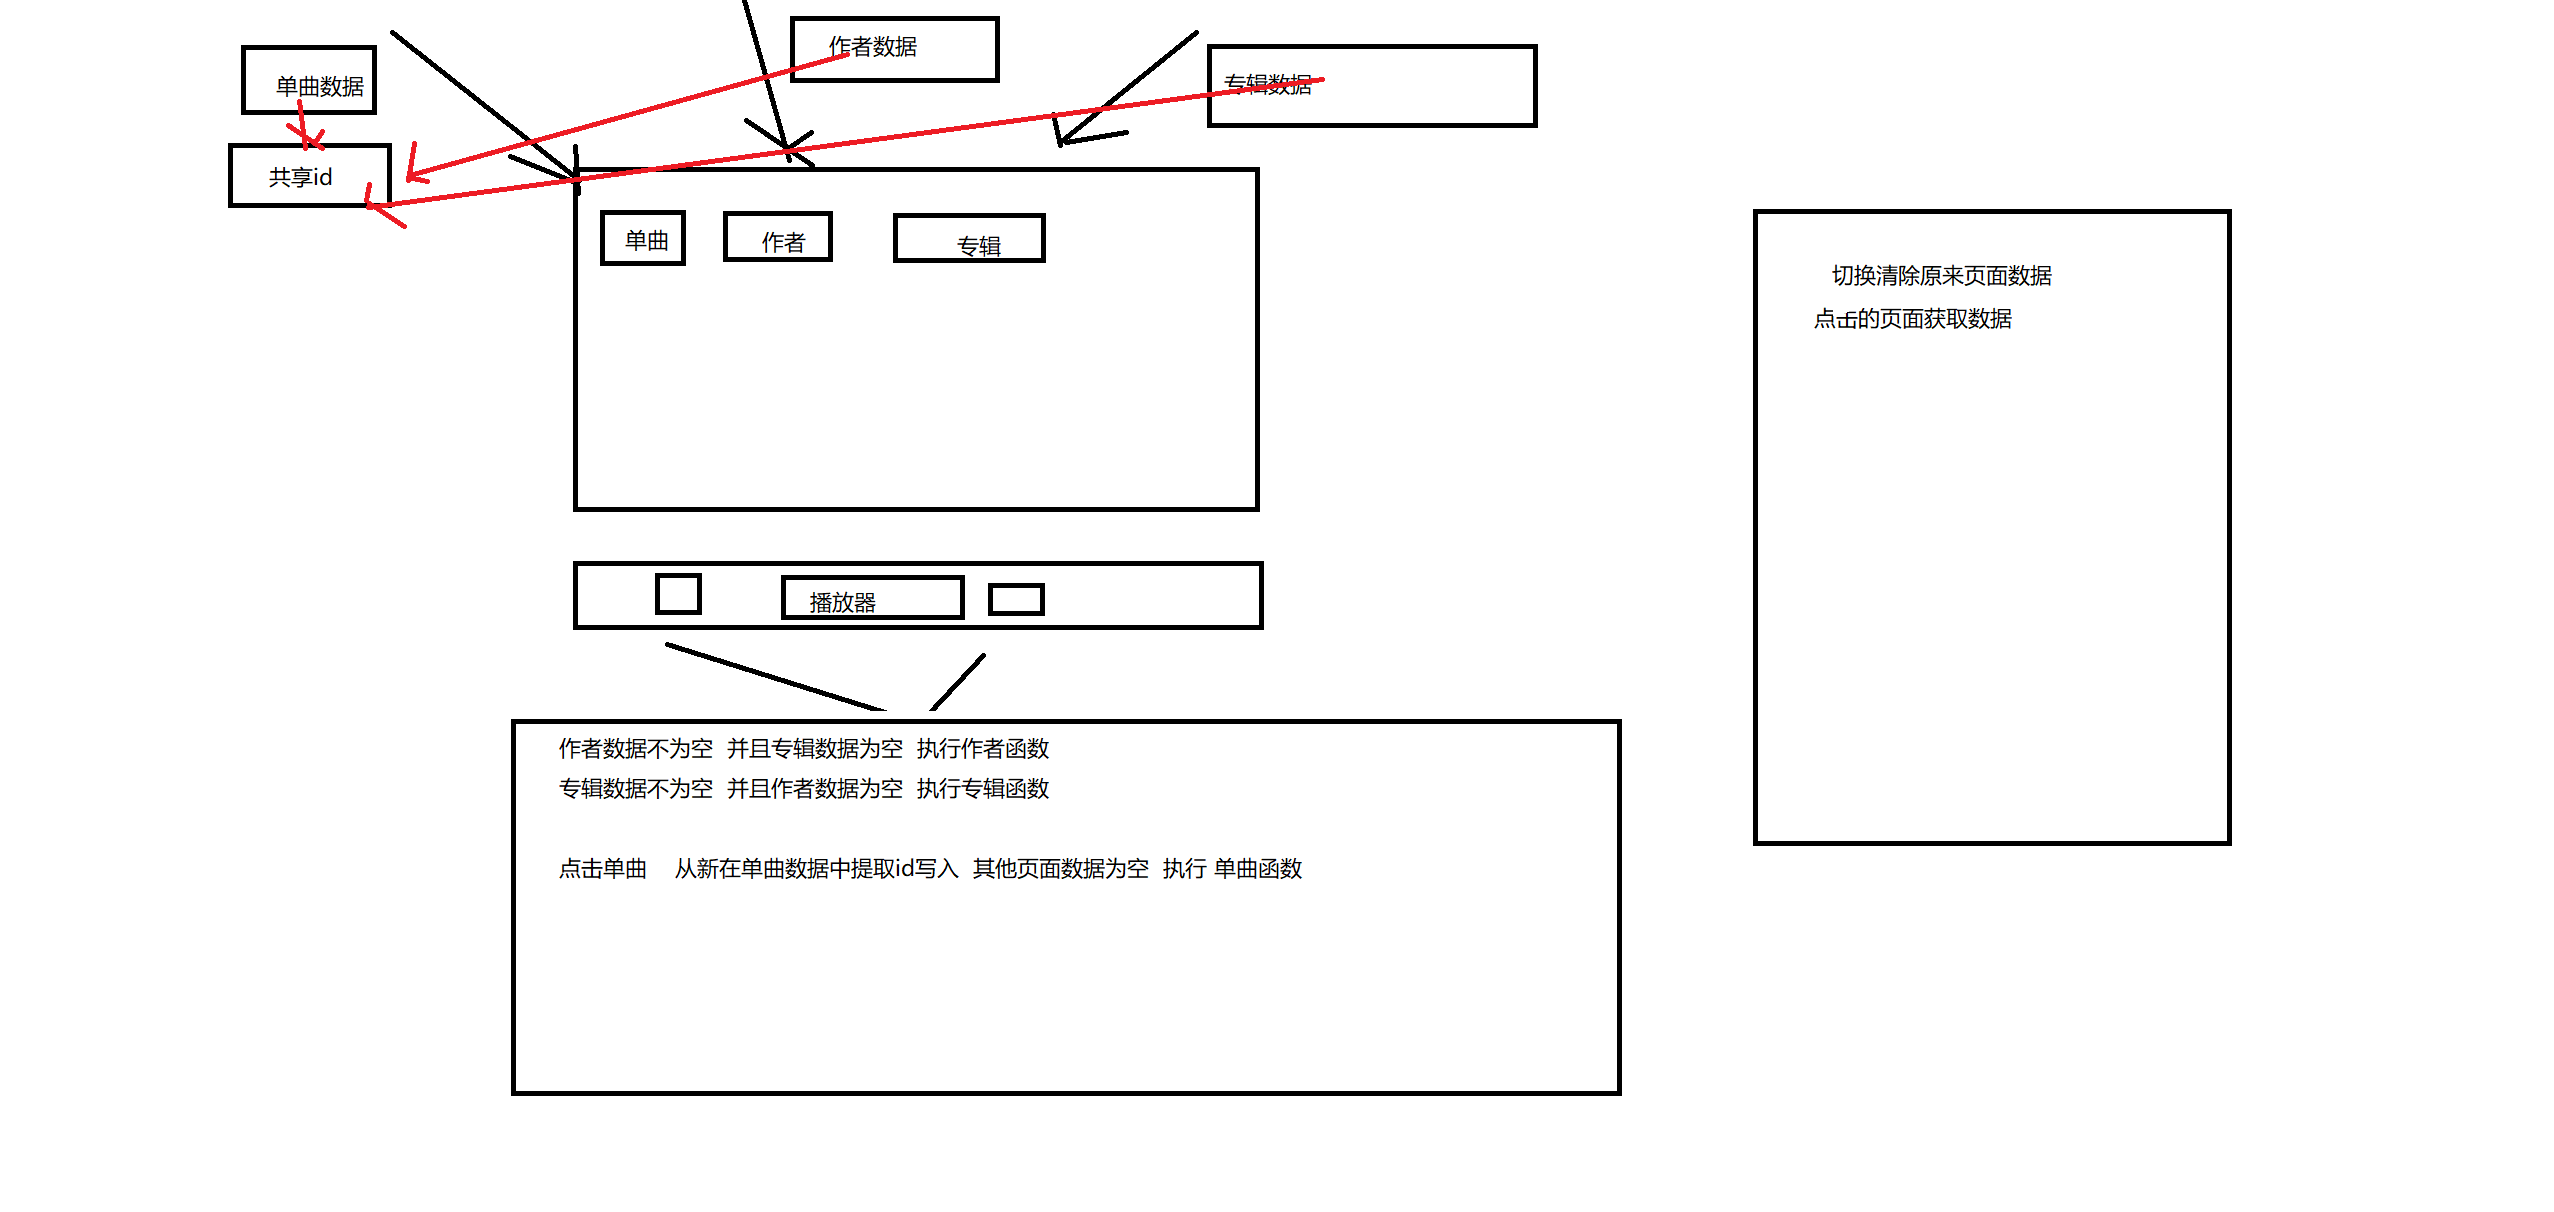 作者数据
单曲数据
专辑数据
共享id
单曲
作者
专辑
切换清除原来页面数据
点击的页面获取数据
播放器
作者数据不为空 并且专辑数据为空 执行作者函数
专辑数据不为空 并且作者数据为空 执行专辑函数
点击单曲 从新在单曲数据中提取id写入 其他页面数据为空 执行 单曲函数